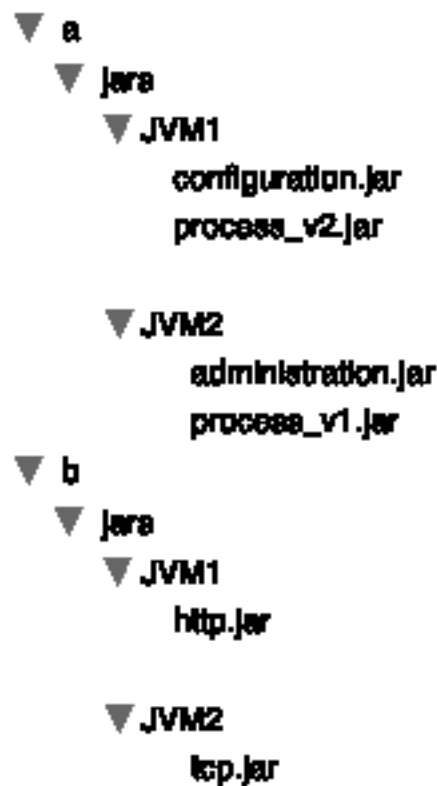 a
jars
JVM1
configuration.jar
process_v2.jar
JVM2
administration.jar
process_v1.jar
b
jars
JVM1
http.jar
JVM2
tcp.jar